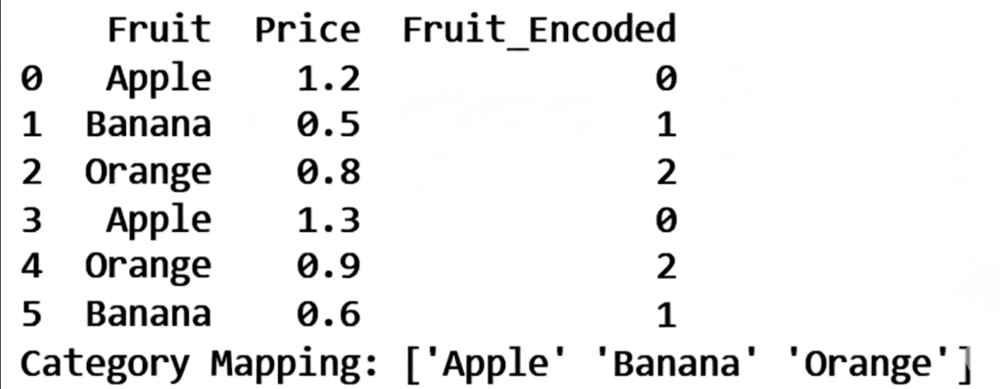 Fruit Price Fruit_Encoded
0 Apple 1.2 0
1 Banana 0.5 1
2 Orange 0.8 2
3 Apple 1.3 0
4 Orange 0.9 2
5 Banana 0.6 1
Category Mapping: ['Apple' 'Banana' 'Orange']